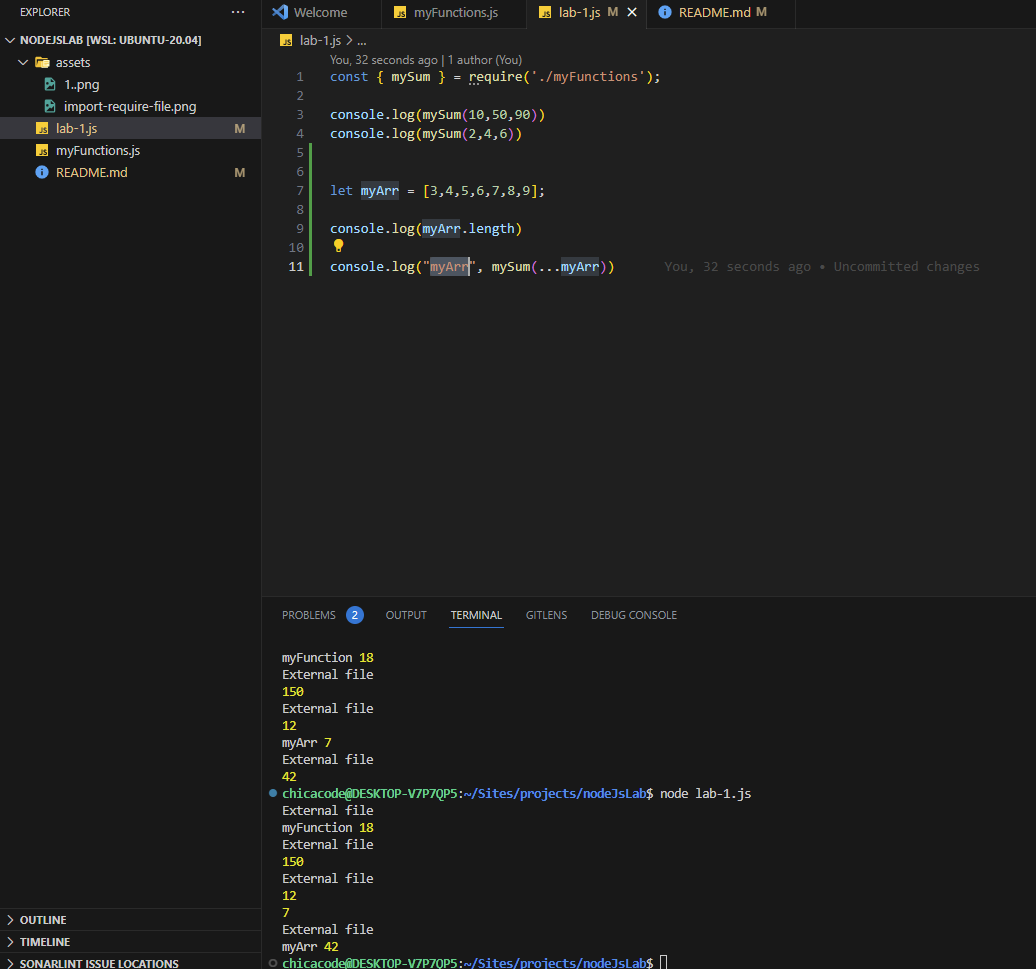 EXPLORER ...
NODEJSLAB [WSL: UBUNTU-20.04]
assets
1..png
import-require-file.png
lab-1.js M
myFunctions.js
README.md M
OUTLINE
TIMELINE
SONARLINT ISSUE LOCATIONS
Welcome JS myFunctions.js JS lab-1.js M README.md M
JS lab-1.js > ...
You, 32 seconds ago | 1 author (You)
1 const { mySum } = require('./myFunctions');
2
3 console.log(mySum(10,50,90))
4 console.log(mySum(2,4,6))
5
6
7 let myArr = [3,4,5,6,7,8,9];
8
9 console.log(myArr.length)
10
11 console.log("myArr", mySum(...myArr)) You, 32 seconds ago • Uncommitted changes
PROBLEMS 2 OUTPUT TERMINAL GITLENS DEBUG CONSOLE
myFunction 18
External file
150
External file
12
myArr 7
External file
42
chicacode@DESKTOP-V7P7QP5:~/Sites/projects/nodeJsLab$ node lab-1.js
External file
myFunction 18
External file
150
External file
12
7
External file
myArr 42
chicacode@DESKTOP-V7P7QP5:~/Sites/projects/nodeJsLab$